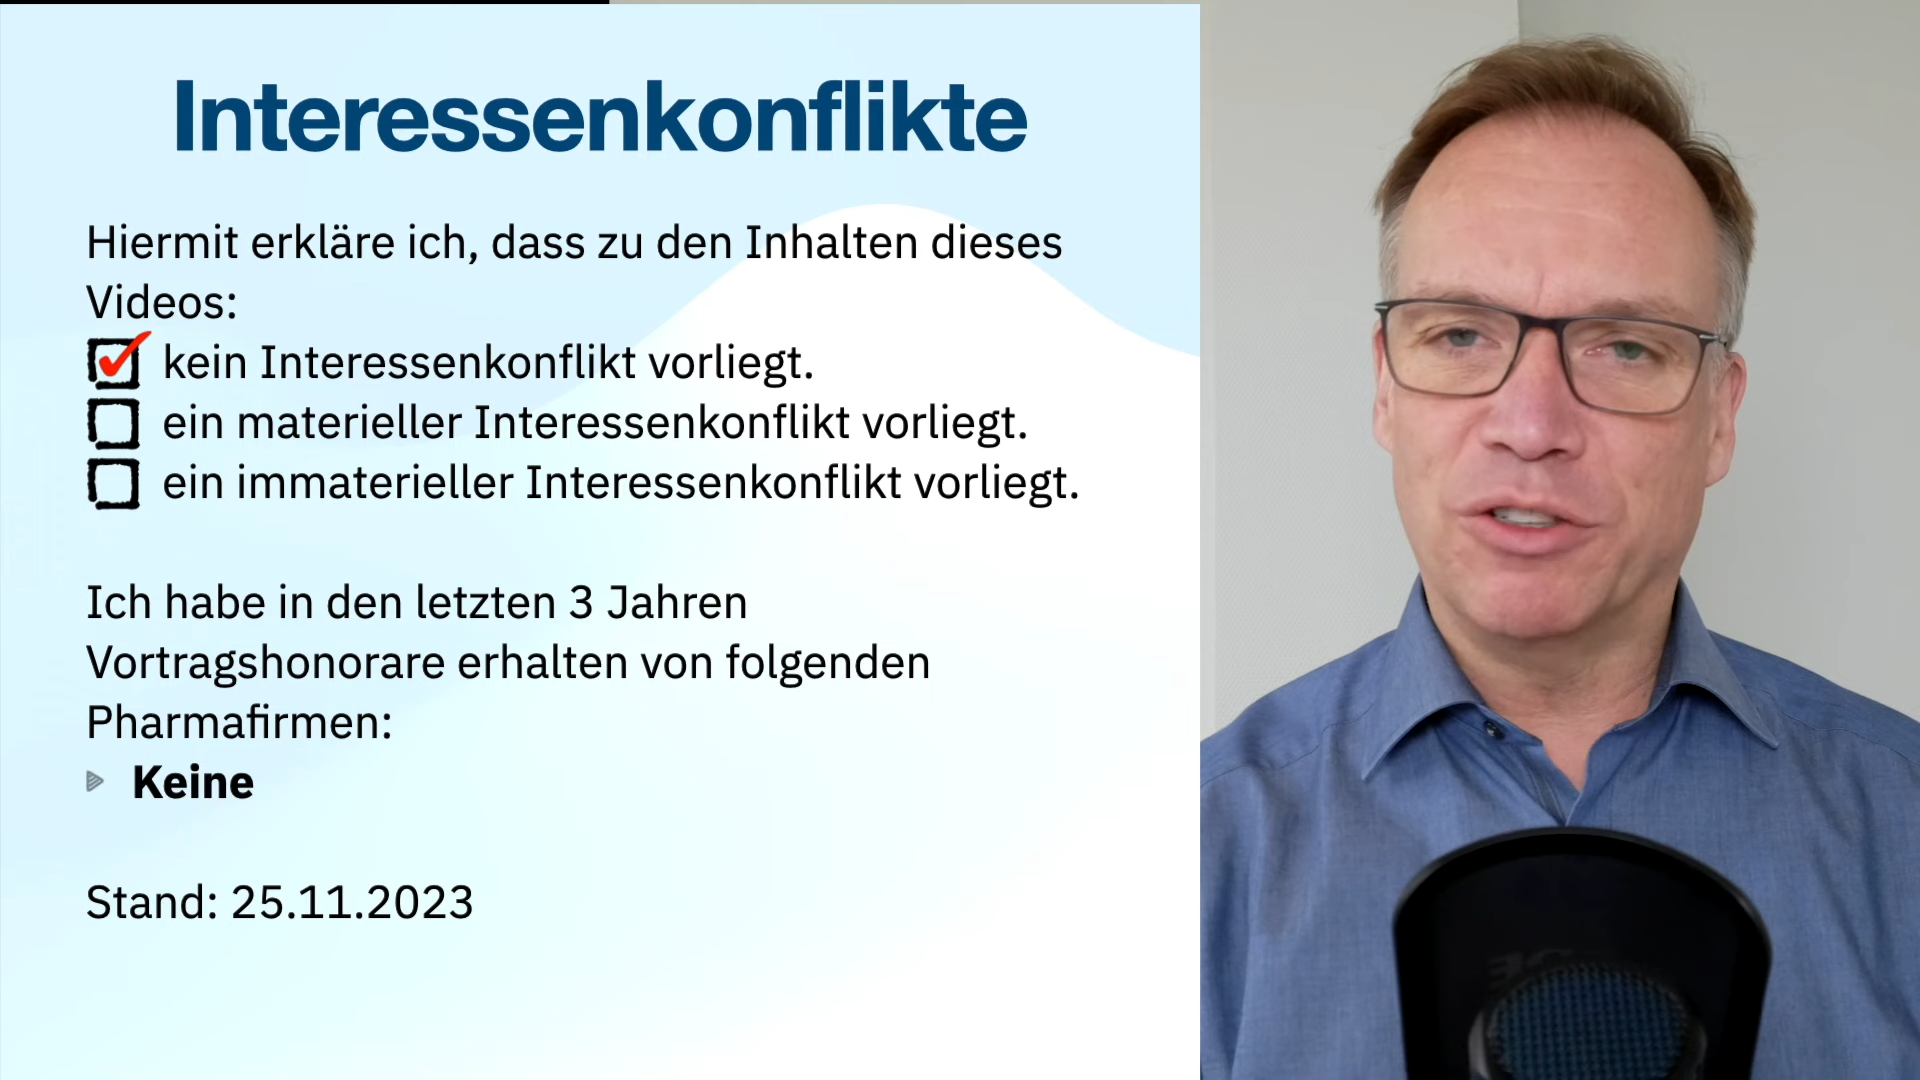 Interessenkonflikte
Hiermit erkläre ich, dass zu den Inhalten dieses
Videos:
kein Interessenkonflikt vorliegt.
ein materieller Interessenkonflikt vorliegt.
ein immaterieller Interessenkonflikt vorliegt.
Ich habe in den letzten 3 Jahren
Vortragshonorare erhalten von folgenden
Pharmafirmen:
Keine
Stand: 25.11.2023